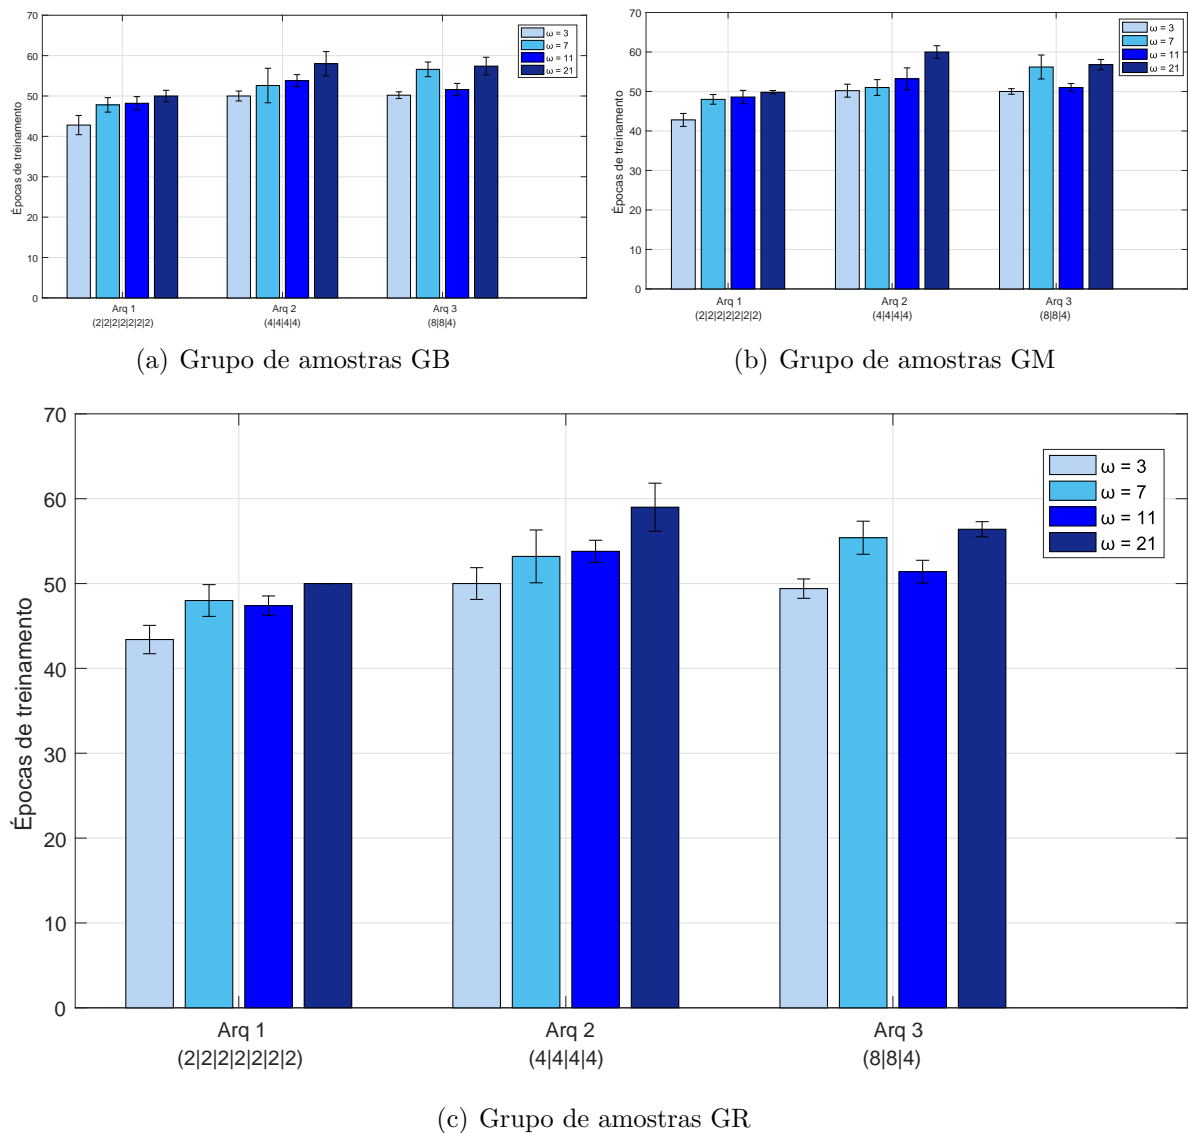 70
60
50
40
30
20
10
0
Épocas de treinamento
ω = 3
ω = 7
ω = 11
ω = 21
Arq 1
(2|2|2|2|2|2|2)
Arq 2
(4|4|4|4)
Arq 3
(8|8|4)
(a) Grupo de amostras GB
70
60
50
40
30
20
10
0
Épocas de treinamento
ω = 3
ω = 7
ω = 11
ω = 21
Arq 1
(2|2|2|2|2|2|2)
Arq 2
(4|4|4|4)
Arq 3
(8|8|4)
(b) Grupo de amostras GM
70
60
50
40
30
20
10
0
Épocas de treinamento
ω = 3
ω = 7
ω = 11
ω = 21
Arq 1
(2|2|2|2|2|2|2)
Arq 2
(4|4|4|4)
Arq 3
(8|8|4)
(c) Grupo de amostras GR